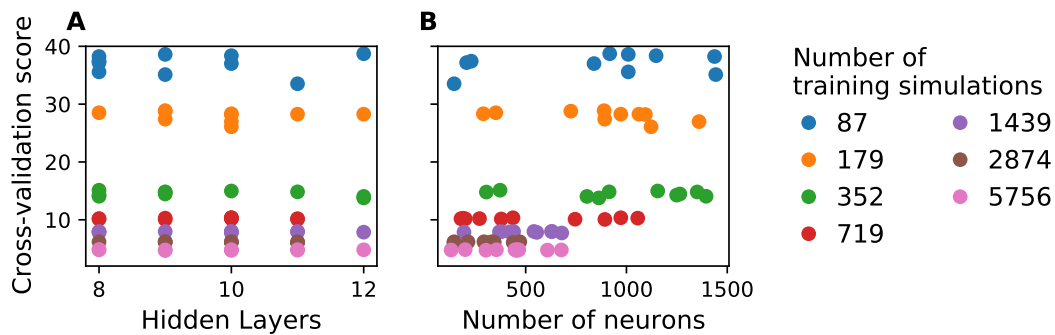 A
B
Cross-validation score
40
30
20
10
8
10
12
Hidden Layers
500
1000
1500
Number of neurons
Number of
training simulations
87
1439
179
2874
352
5756
719